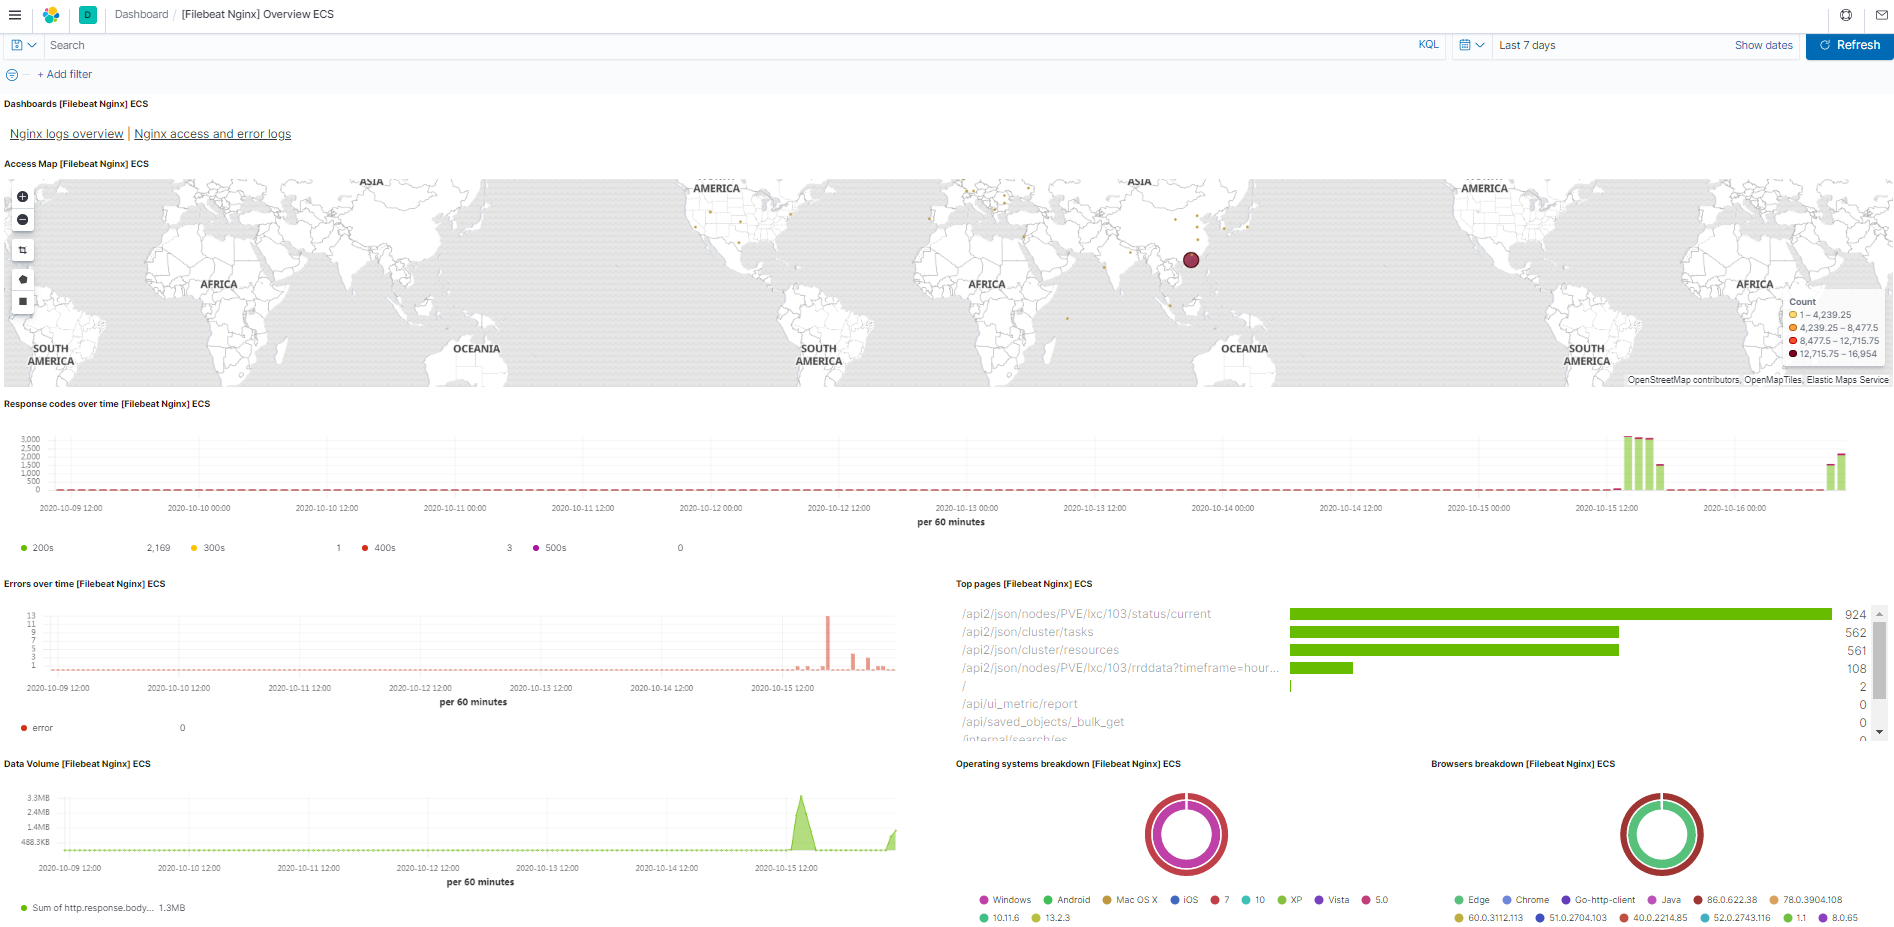 D Dashboard / [Filebeat Nginx] Overview ECS
Search KQL Last 7 days Show dates Refresh
+ Add filter
Dashboards [Filebeat Nginx] ECS
Nginx logs overview | Nginx access and error logs
Access Map [Filebeat Nginx] ECS
ASIA AMERICA ASIA AMERICA
AFRICA AFRICA AFRICA
SOUTH AMERICA OCEANIA SOUTH AMERICA OCEANIA SOUTH AMERICA
Count
1 – 4,239.25
4,239.25 – 8,477.5
8,477.5 – 12,715.75
12,715.75 – 16,954
OpenStreetMap contributors, OpenMapTiles, Elastic Maps Service
Response codes over time [Filebeat Nginx] ECS
3,000
2,500
2,000
1,500
1,000
500
0
2020-10-09 12:00 2020-10-10 00:00 2020-10-10 12:00 2020-10-11 00:00 2020-10-11 12:00 2020-10-12 00:00 2020-10-12 12:00 2020-10-13 00:00 2020-10-13 12:00 2020-10-14 00:00 2020-10-14 12:00 2020-10-15 00:00 2020-10-15 12:00 2020-10-16 00:00
per 60 minutes
200s 2,169 300s 1 400s 3 500s 0
Errors over time [Filebeat Nginx] ECS
13
11
9
7
5
3
1
2020-10-09 12:00 2020-10-10 12:00 2020-10-11 12:00 2020-10-12 12:00 2020-10-13 12:00 2020-10-14 12:00 2020-10-15 12:00
per 60 minutes
error 0
Top pages [Filebeat Nginx] ECS
/api2/json/nodes/PVE/lxc/103/status/current 924
/api2/json/cluster/tasks 562
/api2/json/cluster/resources 561
/api2/json/nodes/PVE/lxc/103/rrddata?timeframe=hour... 108
/ 2
/api/ui_metric/report 0
/api/saved_objects/_bulk_get 0
/internal/search/es 0
Data Volume [Filebeat Nginx] ECS
3.3MB
2.4MB
1.4MB
488.3KB
2020-10-09 12:00 2020-10-10 12:00 2020-10-11 12:00 2020-10-12 12:00 2020-10-13 12:00 2020-10-14 12:00 2020-10-15 12:00
per 60 minutes
Sum of http.response.body... 1.3MB
Operating systems breakdown [Filebeat Nginx] ECS
Windows Android Mac OS X iOS 7 10 XP Vista 5.0
10.11.6 13.2.3
Browsers breakdown [Filebeat Nginx] ECS
Edge Chrome Go-http-client Java 86.0.622.38 78.0.3904.108
60.0.3112.113 51.0.2704.103 40.0.2214.85 52.0.2743.116 1.1 8.0.65